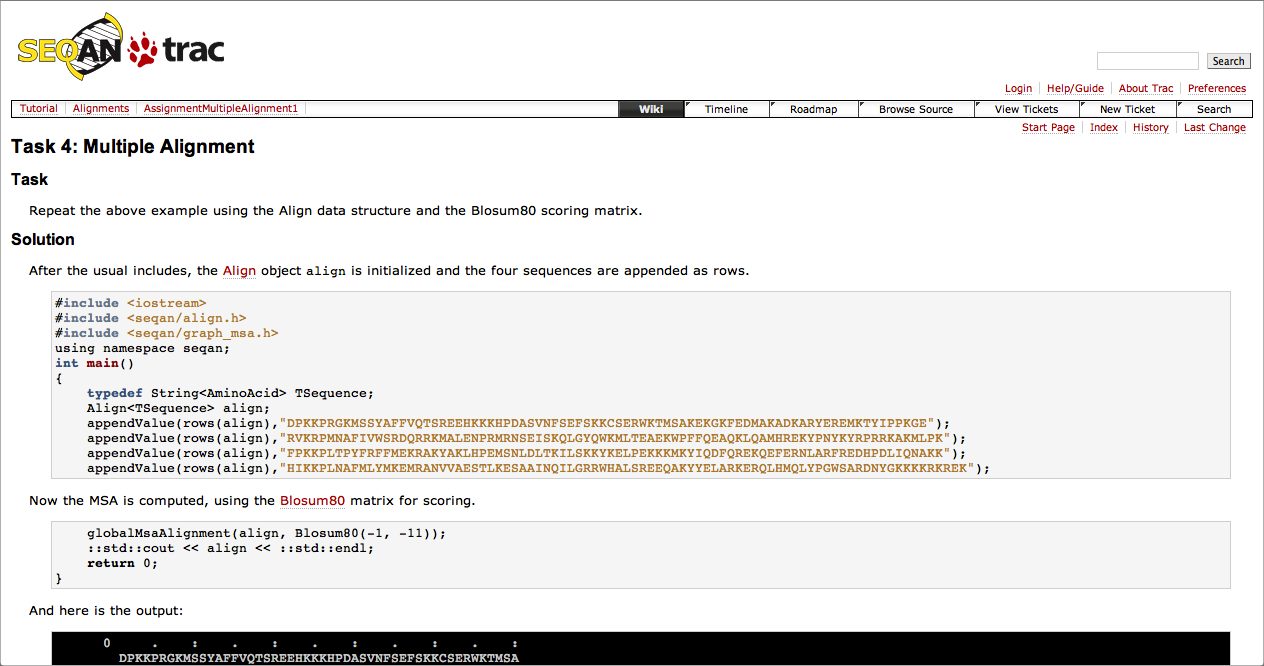 SEQAN trac
Search
Login Help/Guide About Trac Preferences
Tutorial Alignments AssignmentMultipleAlignment1 Wiki Timeline Roadmap Browse Source View Tickets New Ticket Search
Start Page Index History Last Change
Task 4: Multiple Alignment
Task
Repeat the above example using the Align data structure and the Blosum80 scoring matrix.
Solution
After the usual includes, the Align object align is initialized and the four sequences are appended as rows.
#include <iostream>
#include <seqan/align.h>
#include <seqan/graph_msa.h>
using namespace seqan;
int main()
{
typedef String<AminoAcid> TSequence;
Align<TSequence> align;
appendValue(rows(align),"DPKKPRGKMSSYAFFVQTSREEHKKKHPDASVNFSEFSKKCSERWKTMSAKEKGKFEDMAKADKARYEREMKTYIPPKGE");
appendValue(rows(align),"RVKRPMNAFIVWSRDQRRKMALENPRMRNSEISKQLGYQWKMLTEAEKWPFFQEAQKLQAMHREKYPNYKYRPRRKAKMLPK");
appendValue(rows(align),"FPKKPLTPYFRFFMEKRAKYAKLHPEMSNLDLTKILSKKYKELPEKKKMKYIQDFQREKQEFERNLARFREDHPDLIQNAKK");
appendValue(rows(align),"HIKKPLNAFMLYMKEMRANVVAESTLKESAAINQILGRRWHALSREEQAKYYELARKERQLHMQLYPGWSARDNYGKKKKRKREK");
Now the MSA is computed, using the Blosum80 matrix for scoring.
globalMsaAlignment(align, Blosum80(-1, -11));
::std::cout << align << ::std::endl;
return 0;
}
And here is the output:
0 . : . : . : . : . :
DPKKPRGKMSSYAFFVQTSREEHKKKHPDASVNFSEFSKKCSERWKTMSA